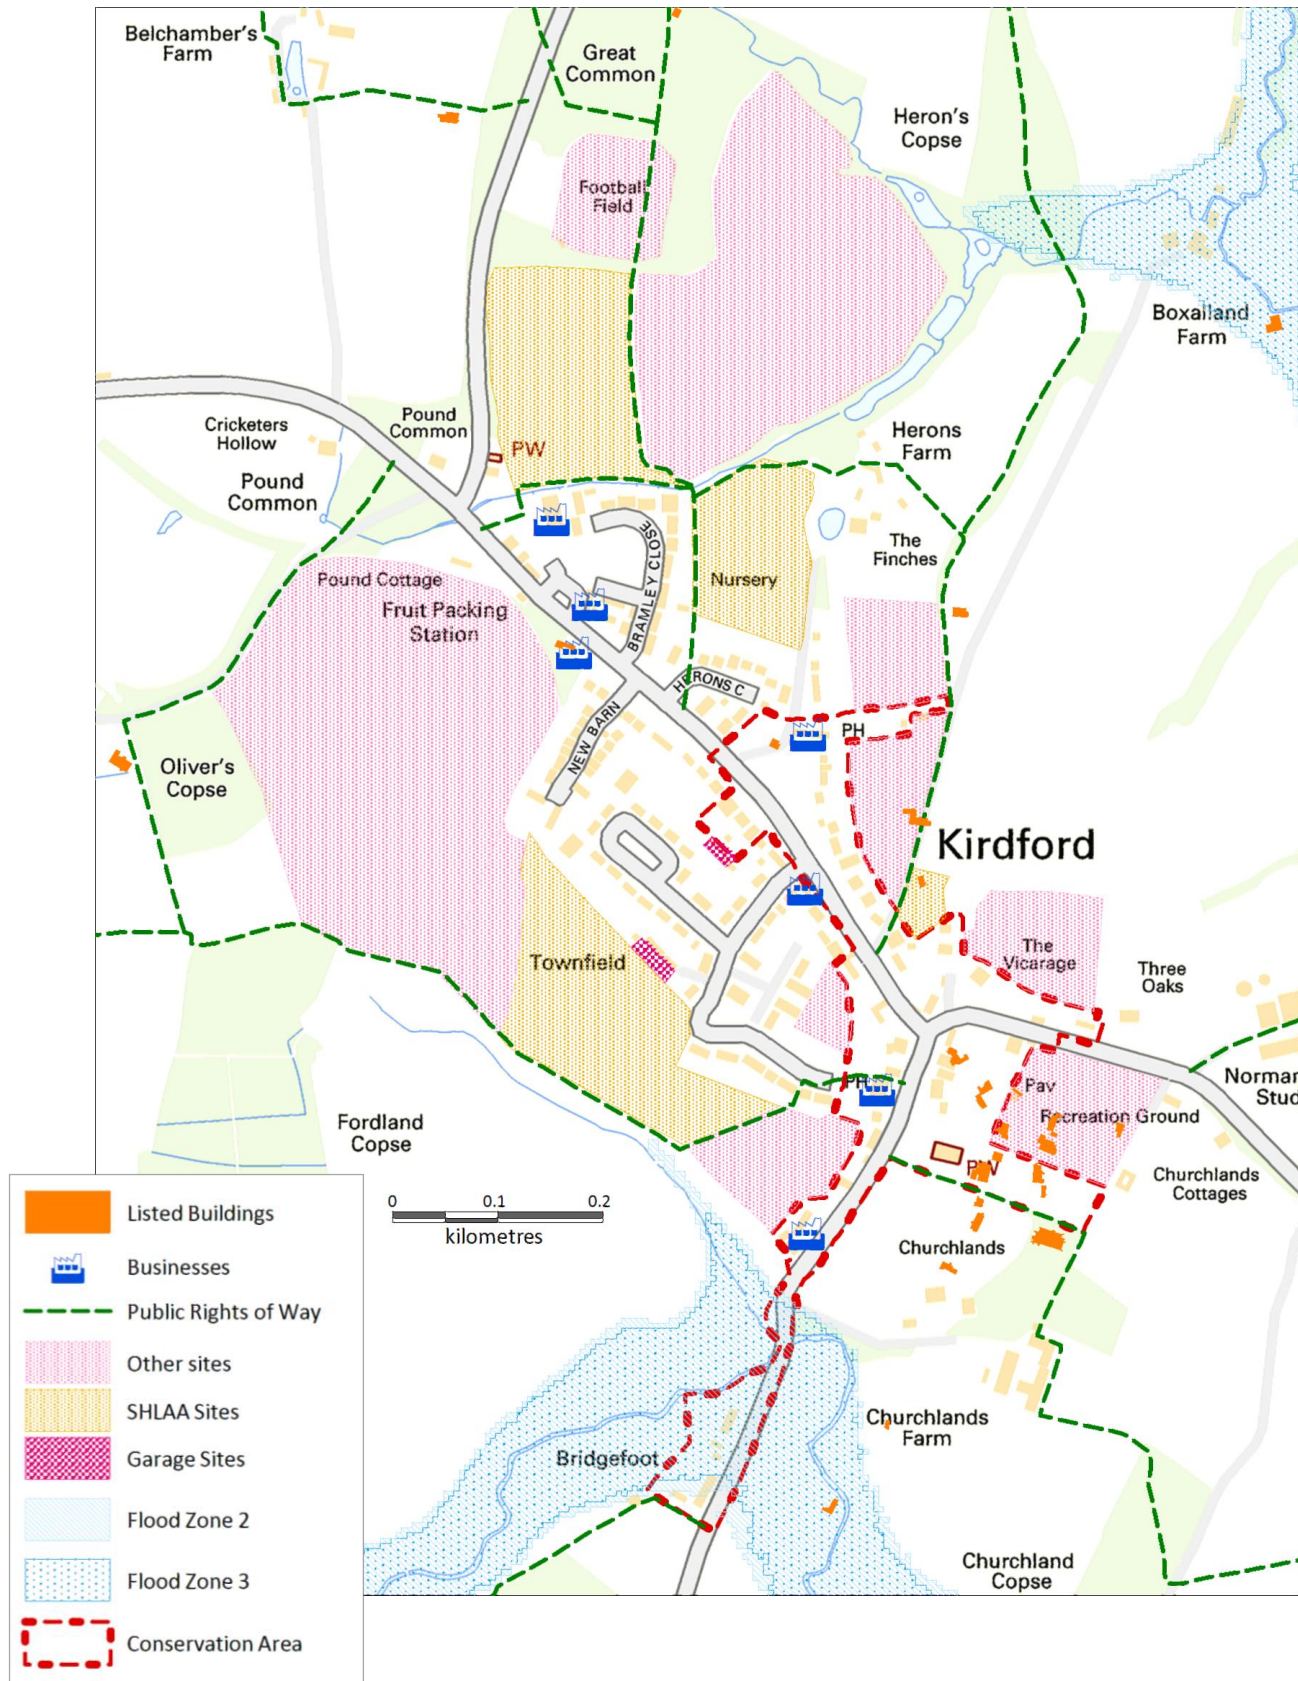 Belchamber's
Farm
Great
Common
Heron's
Copse
Football
Field
Boxalland
Farm
Cricketers
Hollow
Pound
Common
PW
Herons
Farm
Pound
Common
BRAMLEY CLOSE
The
Finches
Pound Cottage
Nursery
Fruit Packing
Station
HERONS C
NEW BARN
PH
Oliver's
Copse
Kirdford
The
Vicarage
Townfield
Three
Oaks
PH
Pav
Norman
Stud
Recreation Ground
Fordland
Copse
PW
Churchlands
Cottages
0 0.1 0.2
kilometres
Churchlands
Churchlands
Farm
Bridgefoot
Churchland
Copse
Listed Buildings
Businesses
Public Rights of Way
Other sites
SHLAA Sites
Garage Sites
Flood Zone 2
Flood Zone 3
Conservation Area